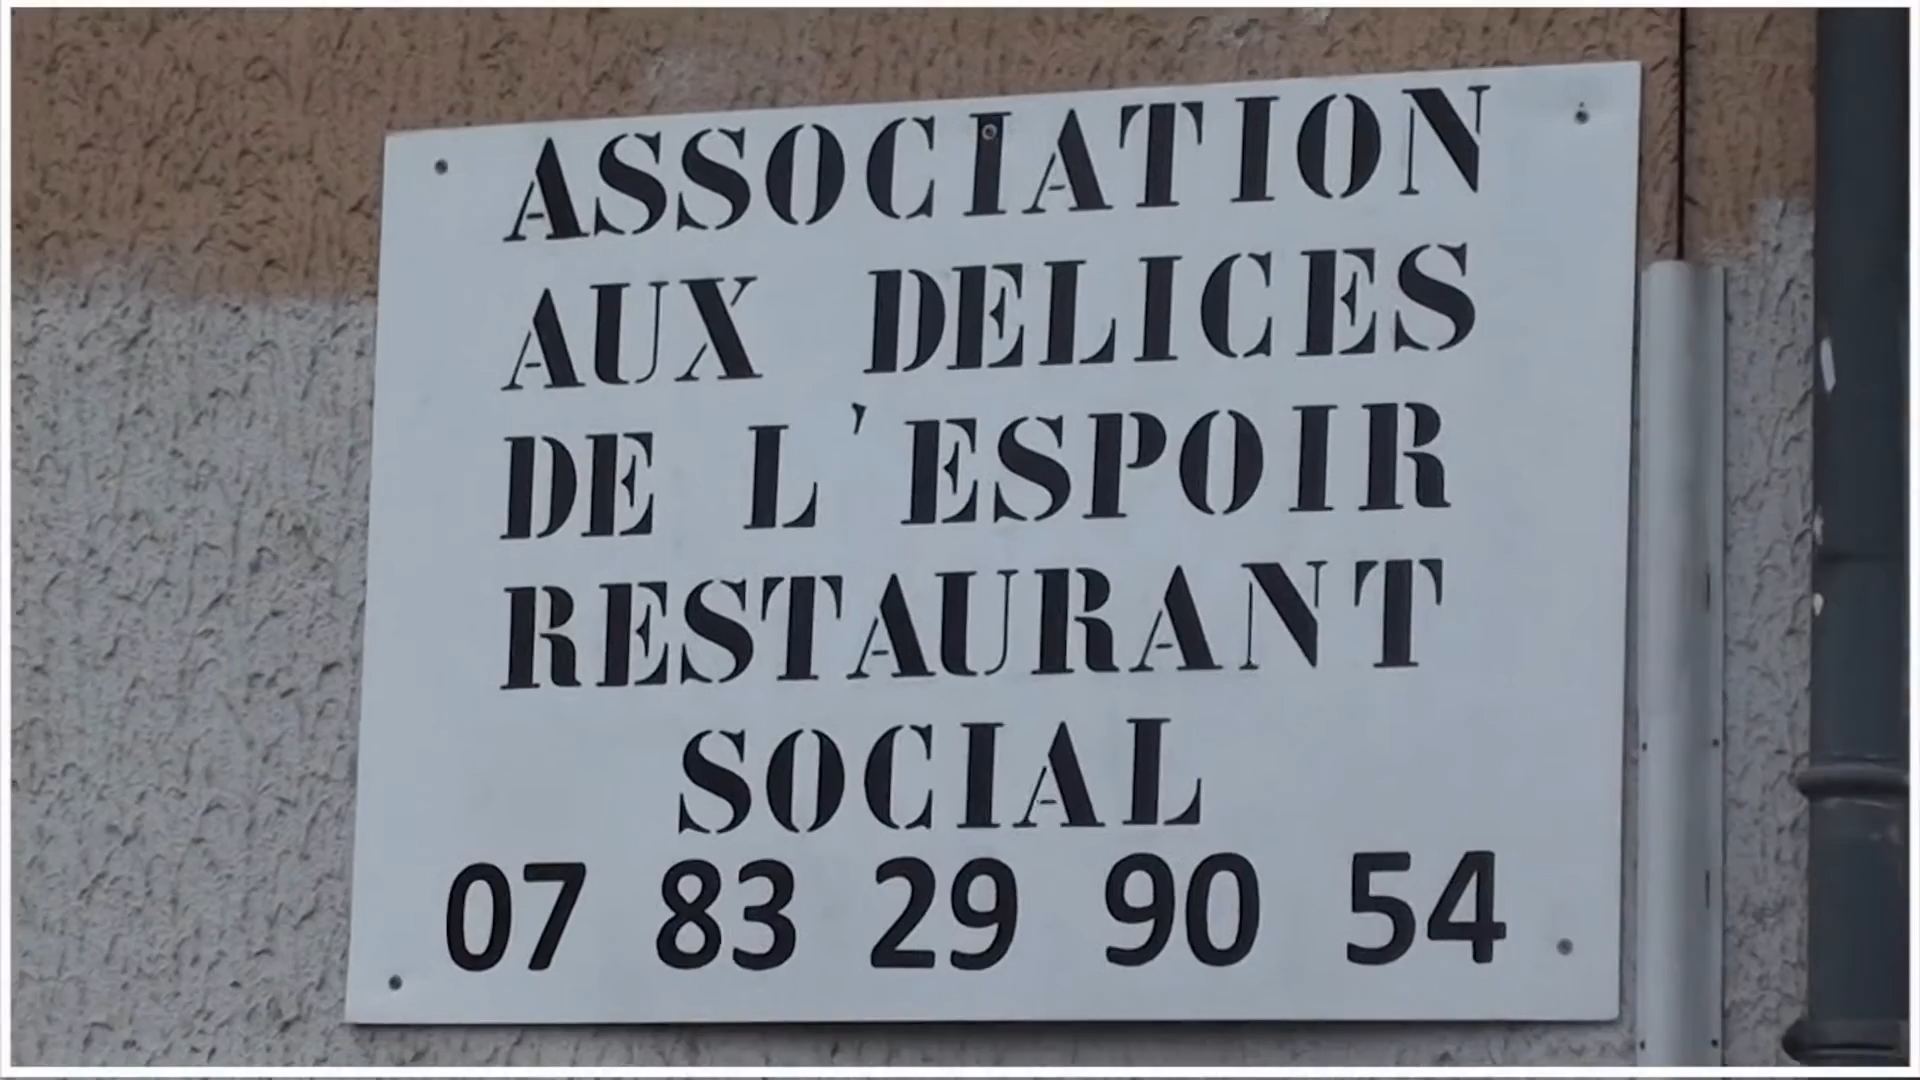 ASSOCIATION
AUX DELICES
DE L'ESPOIR
RESTAURANT
SOCIAL
07 83 29 90 54